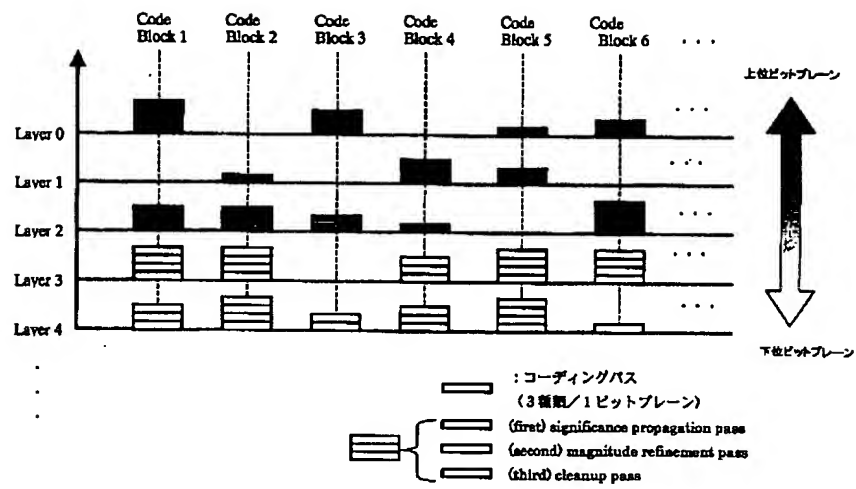 Code Block 1
Code Block 2
Code Block 3
Code Block 4
Code Block 5
Code Block 6
. . .
上位ビットプレーン
Layer 0
Layer 1
Layer 2
Layer 3
Layer 4
下位ビットプレーン
：コーディングパス
（3種類／1ビットプレーン）
(first) significance propagation pass
(second) magnitude refinement pass
(third) cleanup pass